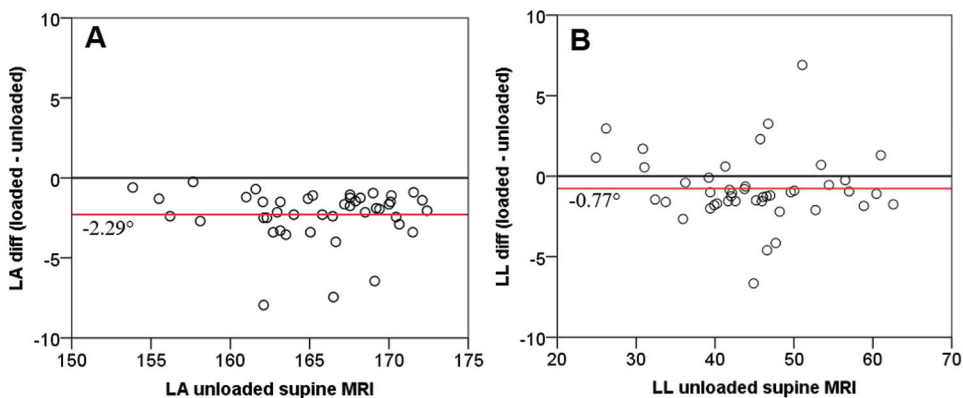 A
LA diff (loaded - unloaded)
10
5
0
-5
-10
-2.29°
150 155 160 165 170 175
LA unloaded supine MRI
B
LL diff (loaded - unloaded)
10
5
0
-5
-10
-0.77°
20 30 40 50 60 70
LL unloaded supine MRI